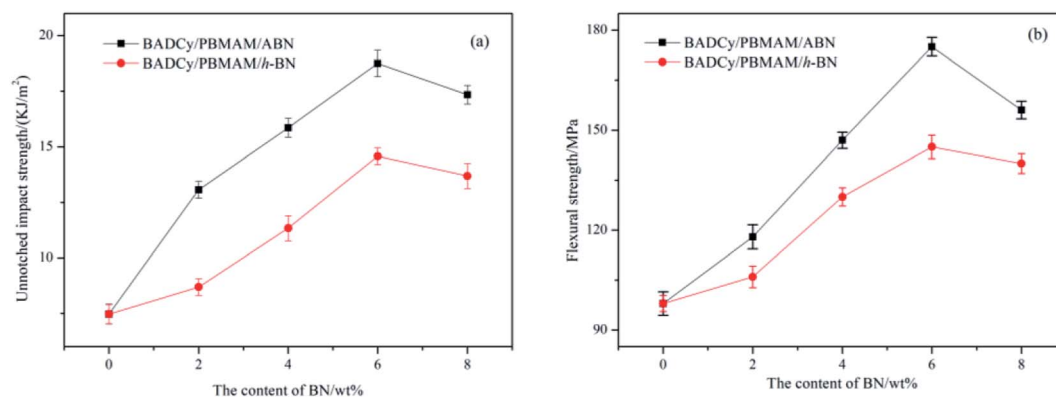 (a)
BADCy/PBMAM/ABN
BADCy/PBMAM/h-BN
Unnotched impact strength/(KJ/m²)
20
15
10
0 2 4 6 8
The content of BN/wt%
(b)
BADCy/PBMAM/ABN
BADCy/PBMAM/h-BN
Flexural strength/MPa
180
150
120
90
0 2 4 6 8
The content of BN/wt%